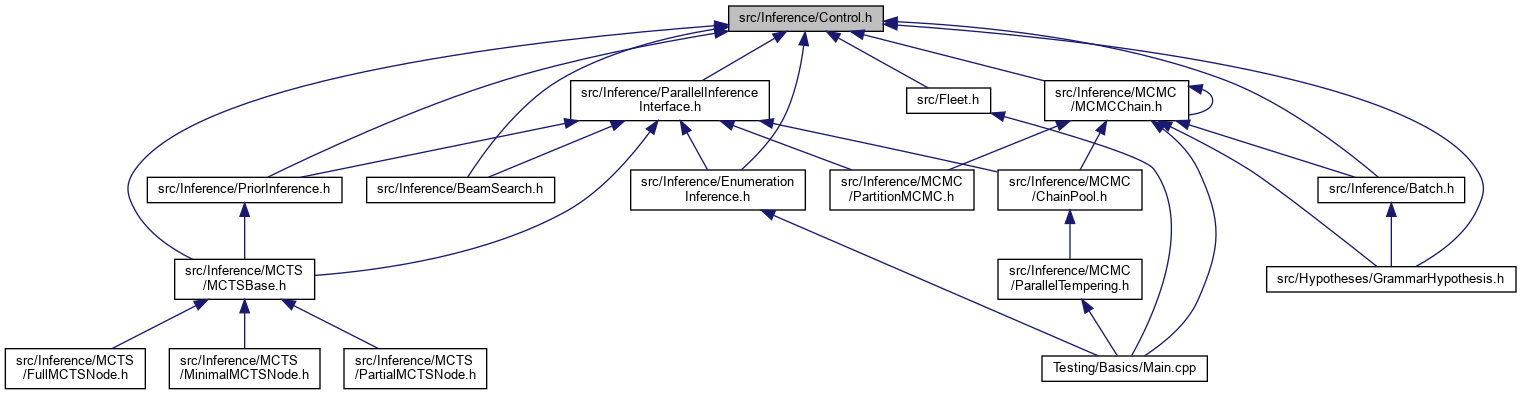 src/Inference/Control.h
src/Inference/ParallelInference
Interface.h
src/Fleet.h
src/Inference/MCMC
/MCMCChain.h
src/Inference/PriorInference.h
src/Inference/BeamSearch.h
src/Inference/Enumeration
Inference.h
src/Inference/MCMC
/PartitionMCMC.h
src/Inference/MCMC
/ChainPool.h
src/Inference/Batch.h
src/Inference/MCTS
/MCTSBase.h
src/Inference/MCMC
/ParallelTempering.h
src/Hypotheses/GrammarHypothesis.h
src/Inference/MCTS
/FullMCTSNode.h
src/Inference/MCTS
/MinimalMCTSNode.h
src/Inference/MCTS
/PartialMCTSNode.h
Testing/Basics/Main.cpp